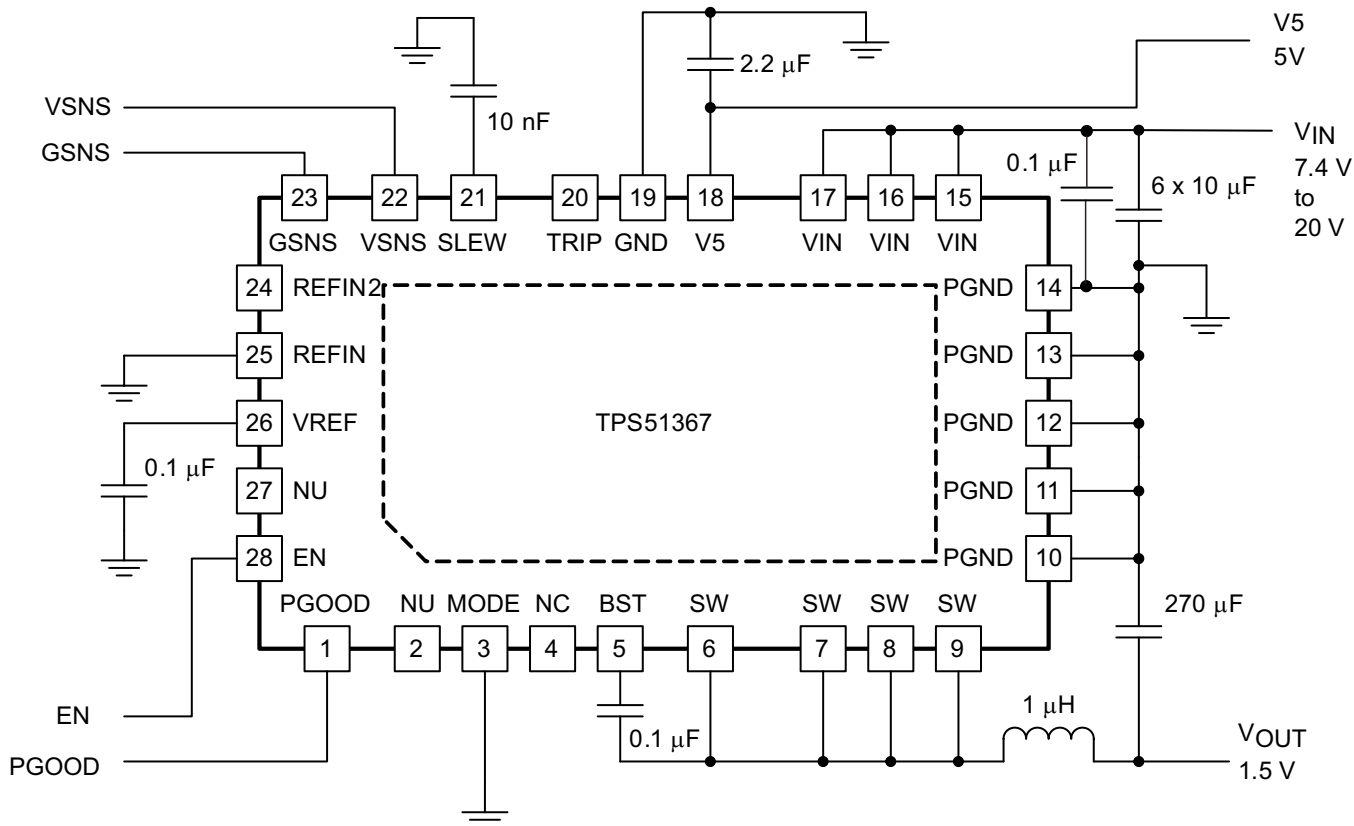 V5
5V
2.2 μF
10 nF
VSNS
GSNS
VIN
7.4 V
to
20 V
0.1 μF
6 x 10 μF
23
22
21
20
19
18
17
16
15
GSNS
VSNS
SLEW
TRIP
GND
V5
VIN
VIN
VIN
24
REFIN2
PGND
14
25
REFIN
PGND
13
26
VREF
TPS51367
PGND
12
0.1 μF
27
NU
PGND
11
28
EN
PGND
10
PGOOD
NU
MODE
NC
BST
SW
SW
SW
SW
270 μF
1
2
3
4
5
6
7
8
9
EN
PGOOD
0.1 μF
1 μH
VOUT
1.5 V